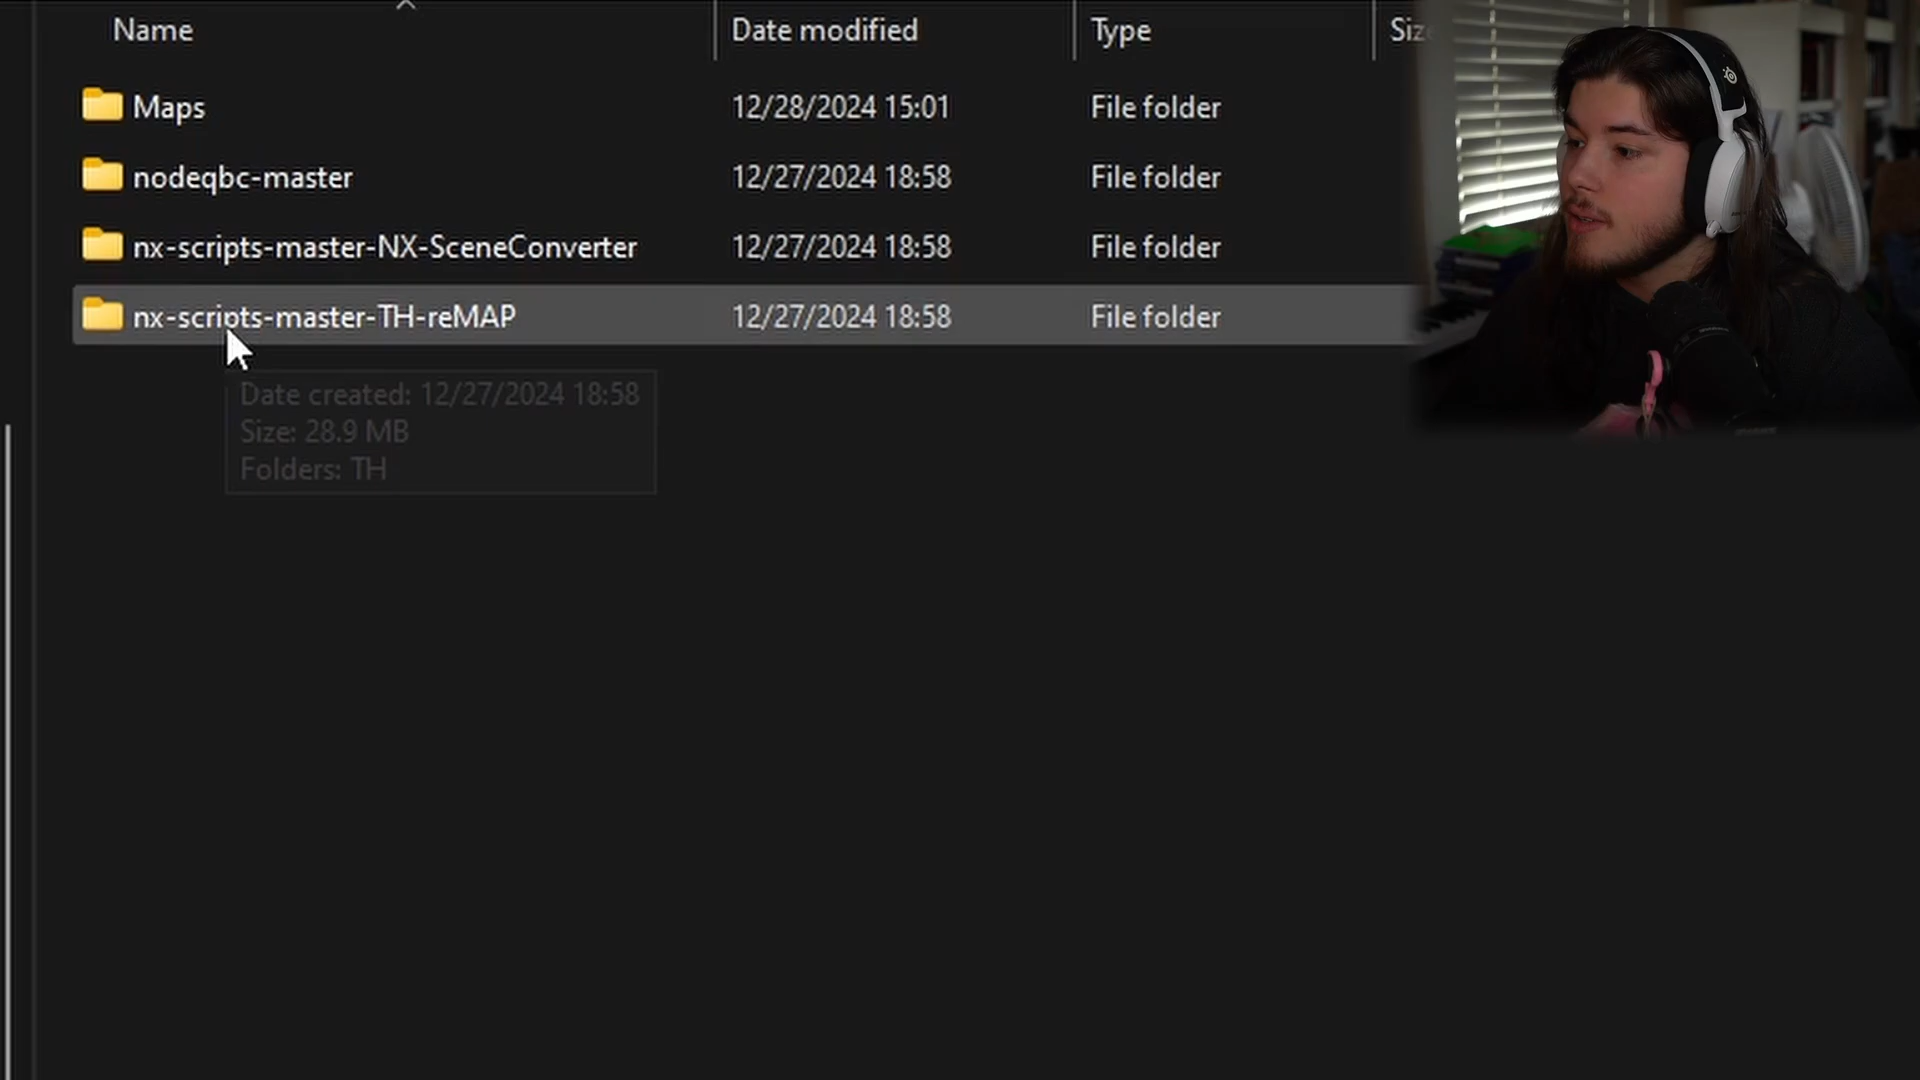 Name Date modified Type Siz
Maps 12/28/2024 15:01 File folder
nodeqbc-master 12/27/2024 18:58 File folder
nx-scripts-master-NX-SceneConverter 12/27/2024 18:58 File folder
nx-scripts-master-TH-reMAP 12/27/2024 18:58 File folder
Date created: 12/27/2024 18:58
Size: 28.9 MB
Folders: TH